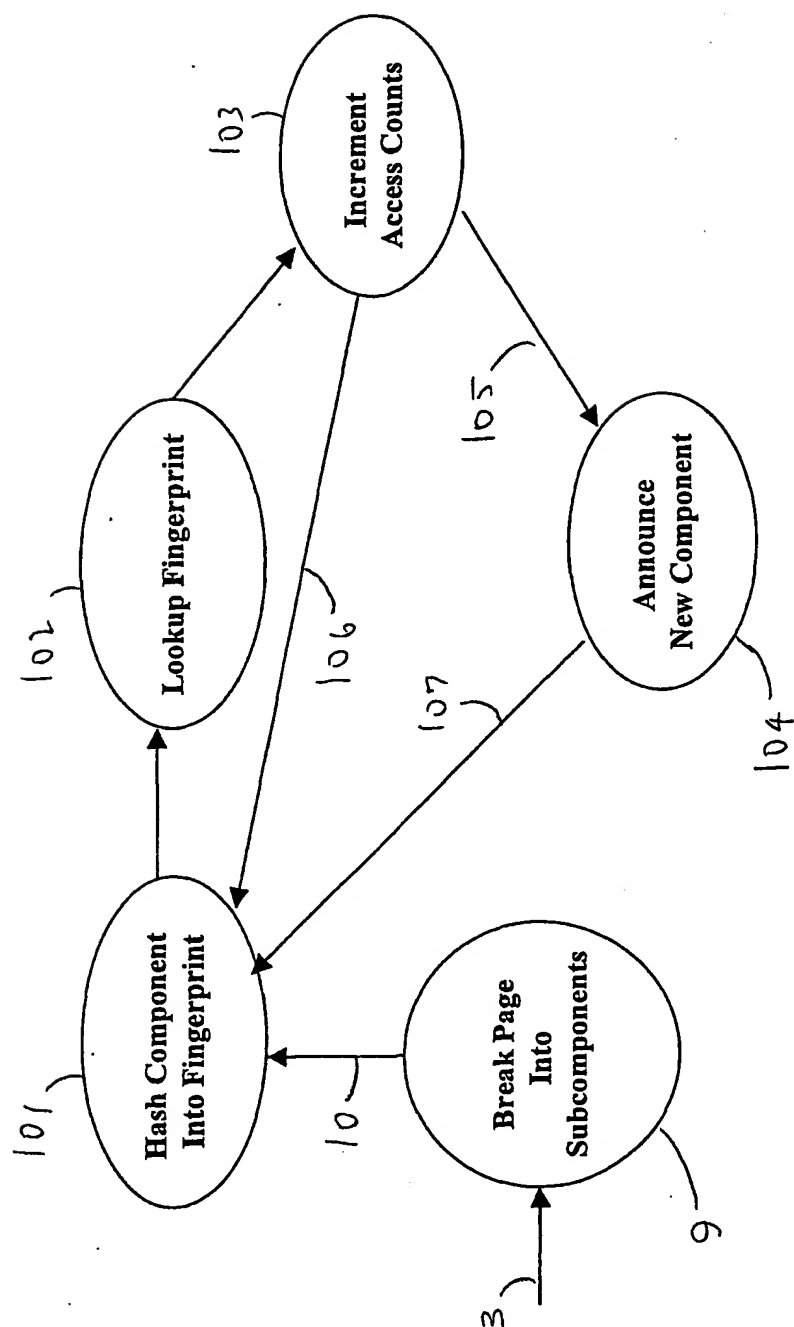 101
Hash Component
Into Fingerprint
102
Lookup Fingerprint
103
Increment
Access Counts
106
105
107
10
3
Break Page
Into
Subcomponents
9
Announce
New Component
104